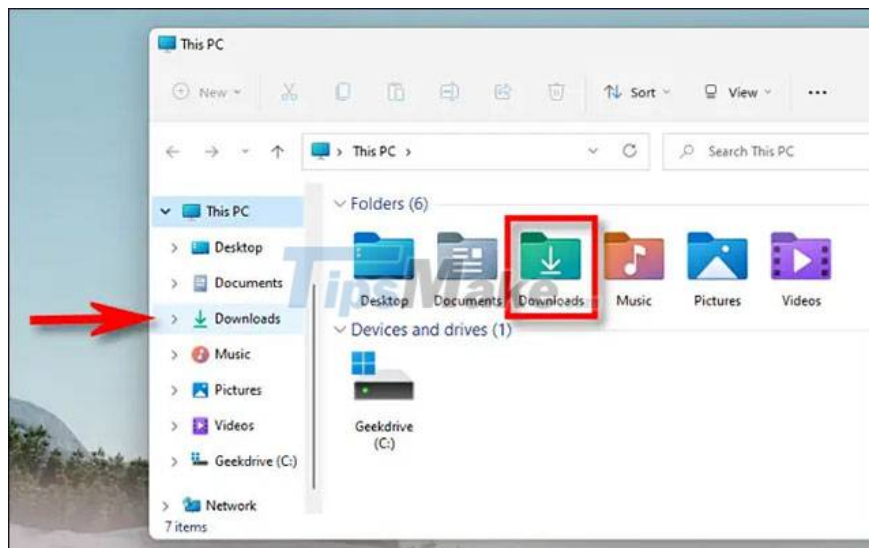 This PC
New
Sort
View
This PC
Search This PC
This PC
Desktop
Documents
Downloads
Music
Pictures
Videos
Geekdrive (C:)
Network
7 items
Folders (6)
Desktop
Documents
Downloads
Music
Pictures
Videos
TipsMake
Devices and drives (1)
Geekdrive
(C:)